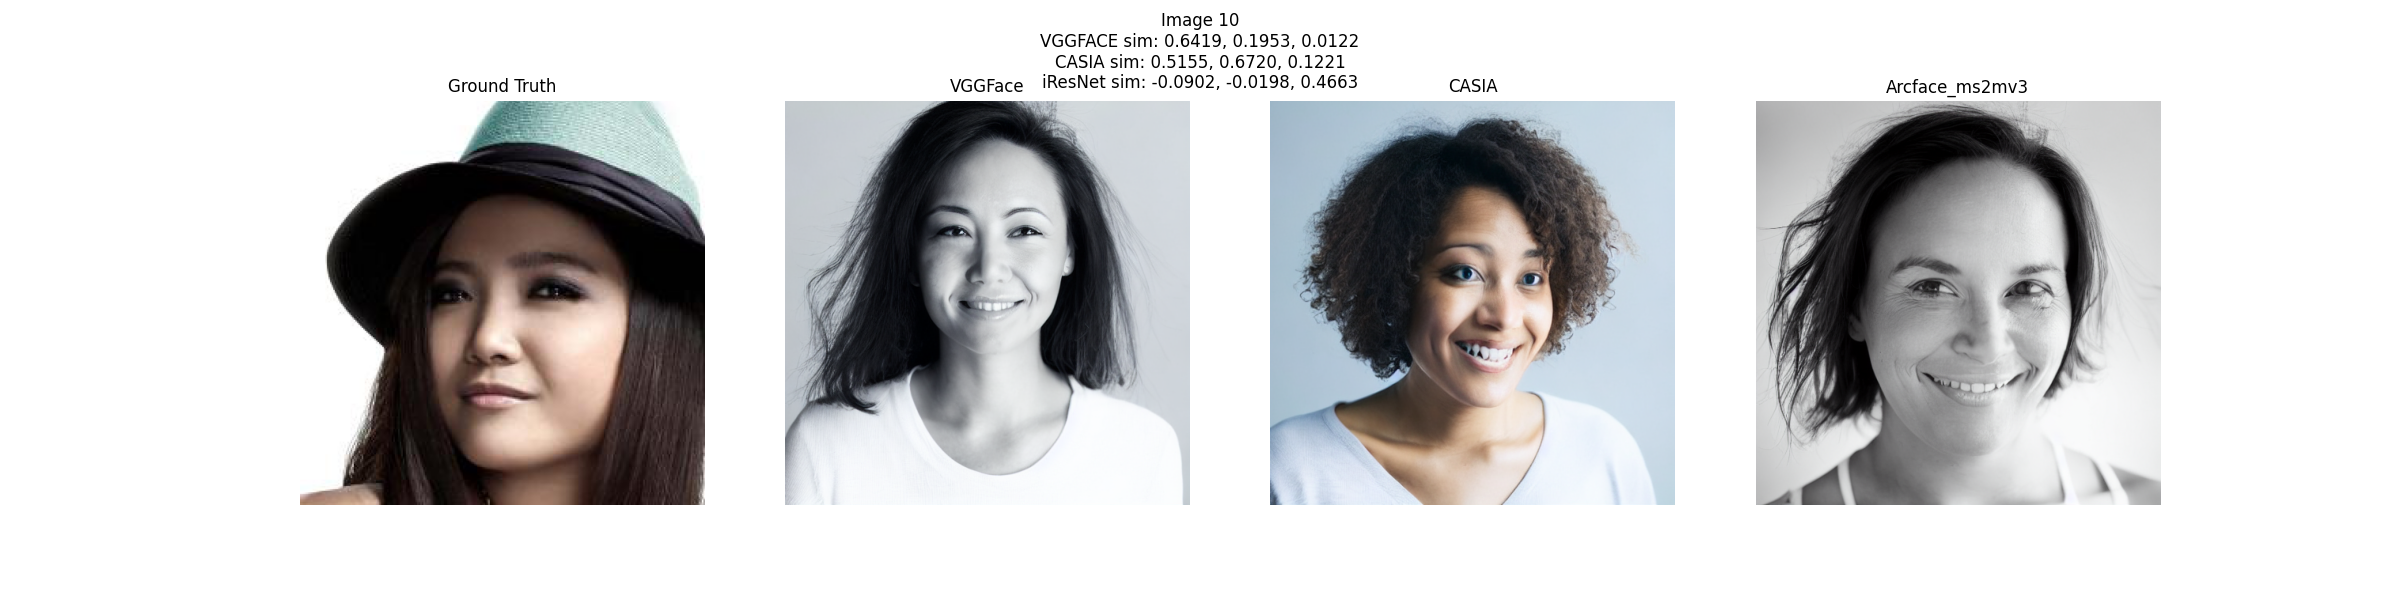 Image 10
VGGFACE sim: 0.6419, 0.1953, 0.0122
CASIA sim: 0.5155, 0.6720, 0.1221
iResNet sim: -0.0902, -0.0198, 0.4663
Ground Truth
VGGFace
CASIA
Arcface_ms2mv3